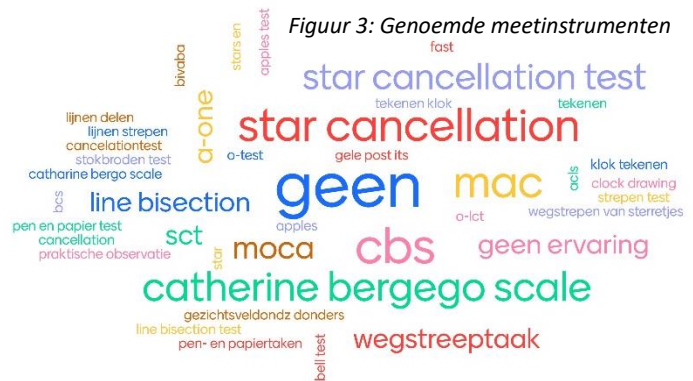 Figuur 3: Genoemde meetinstrumenten
fast
stars en
apples test
bivaba
star cancellation test
tekenen klok
tekenen
a-one
star cancellation
lijnen delen
lijnen strepen
cancelationtest
stokbroden test
catharine bergo scale
o-test
gele post its
geen
mac
acls
klok tekenen
clock drawing
strepen test
wegstrepen van sterretjes
bcs
line bisection
o-lct
apples
pen en papier test
cancellation
praktische observatie
sct
star
moca
cbs
geen ervaring
catherine bergego scale
gezichtsveldondz donders
line bisection test
pen- en papiertaken
bell test
wegstreeptaak